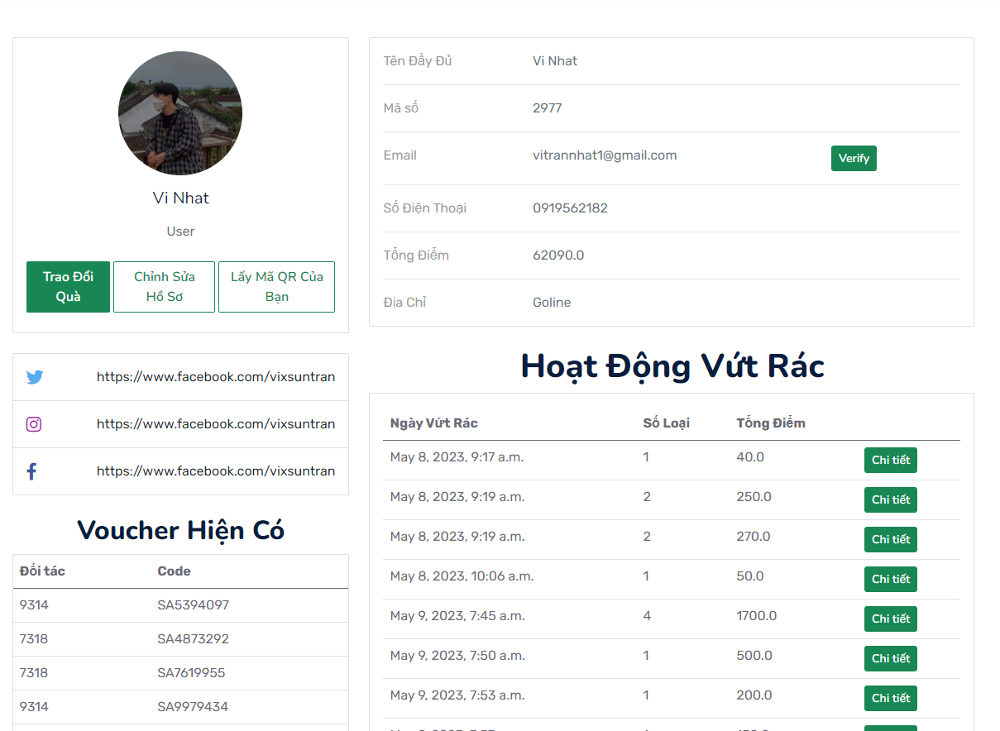 Vi Nhat
User
Trao Đổi
Quà
Chỉnh Sửa
Hồ Sơ
Lấy Mã QR Của
Bạn
https://www.facebook.com/vixsuntran
https://www.facebook.com/vixsuntran
https://www.facebook.com/vixsuntran
Voucher Hiện Có
Đối tác Code
9314 SA5394097
7318 SA4873292
7318 SA7619955
9314 SA9979434
Tên Đầy Đủ Vi Nhat
Mã số 2977
Email vitrannhat1@gmail.com Verify
Số Điện Thoại 0919562182
Tổng Điểm 62090.0
Địa Chỉ Goline
Hoạt Động Vứt Rác
Ngày Vứt Rác Số Loại Tổng Điểm
May 8, 2023, 9:17 a.m. 1 40.0 Chi tiết
May 8, 2023, 9:19 a.m. 2 250.0 Chi tiết
May 8, 2023, 9:19 a.m. 2 270.0 Chi tiết
May 8, 2023, 10:06 a.m. 1 50.0 Chi tiết
May 9, 2023, 7:45 a.m. 4 1700.0 Chi tiết
May 9, 2023, 7:50 a.m. 1 500.0 Chi tiết
May 9, 2023, 7:53 a.m. 1 200.0 Chi tiết